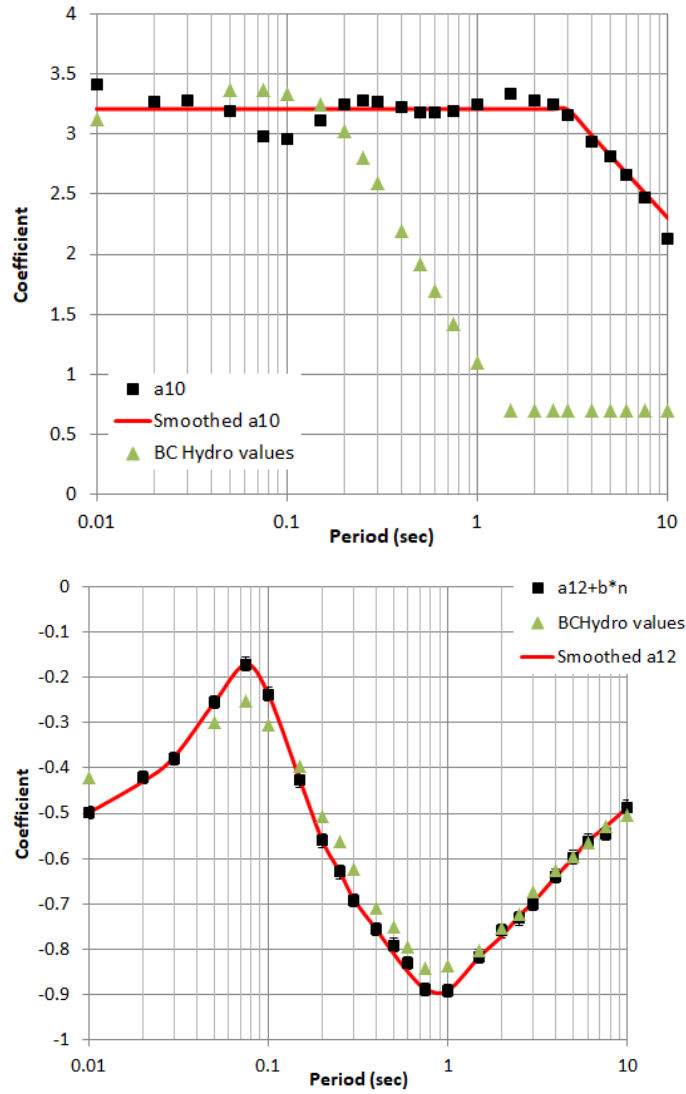 4
3.5
3
2.5
2
1.5
1
0.5
0
Coefficient
a10
Smoothed a10
BC Hydro values
0.01
0.1
1
10
Period (sec)
0
-0.1
-0.2
-0.3
-0.4
-0.5
-0.6
-0.7
-0.8
-0.9
-1
Coefficient
a12+b*n
BCHydro values
Smoothed a12
0.01
0.1
1
10
Period (sec)